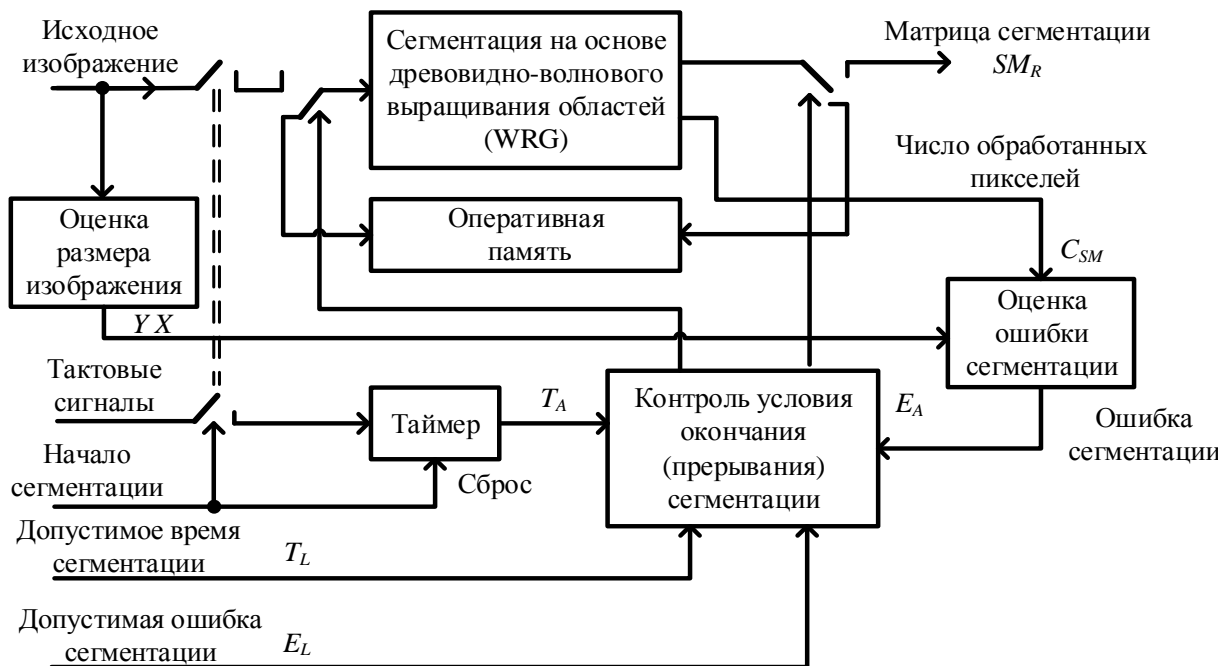 Исходное
изображение
Сегментация на основе
древовидно-волнового
выращивания областей
(WRG)
Матрица сегментации
SM_R
Число обработанных
пикселей
Оценка
размера
изображения
Оперативная
память
C_SM
Y X
Оценка
ошибки
сегментации
Тактовые
сигналы
Таймер
T_A
Контроль условия
окончания
(прерывания)
сегментации
E_A
Ошибка
сегментации
Начало
сегментации
Сброс
Допустимое время
сегментации
T_L
Допустимая ошибка
сегментации
E_L